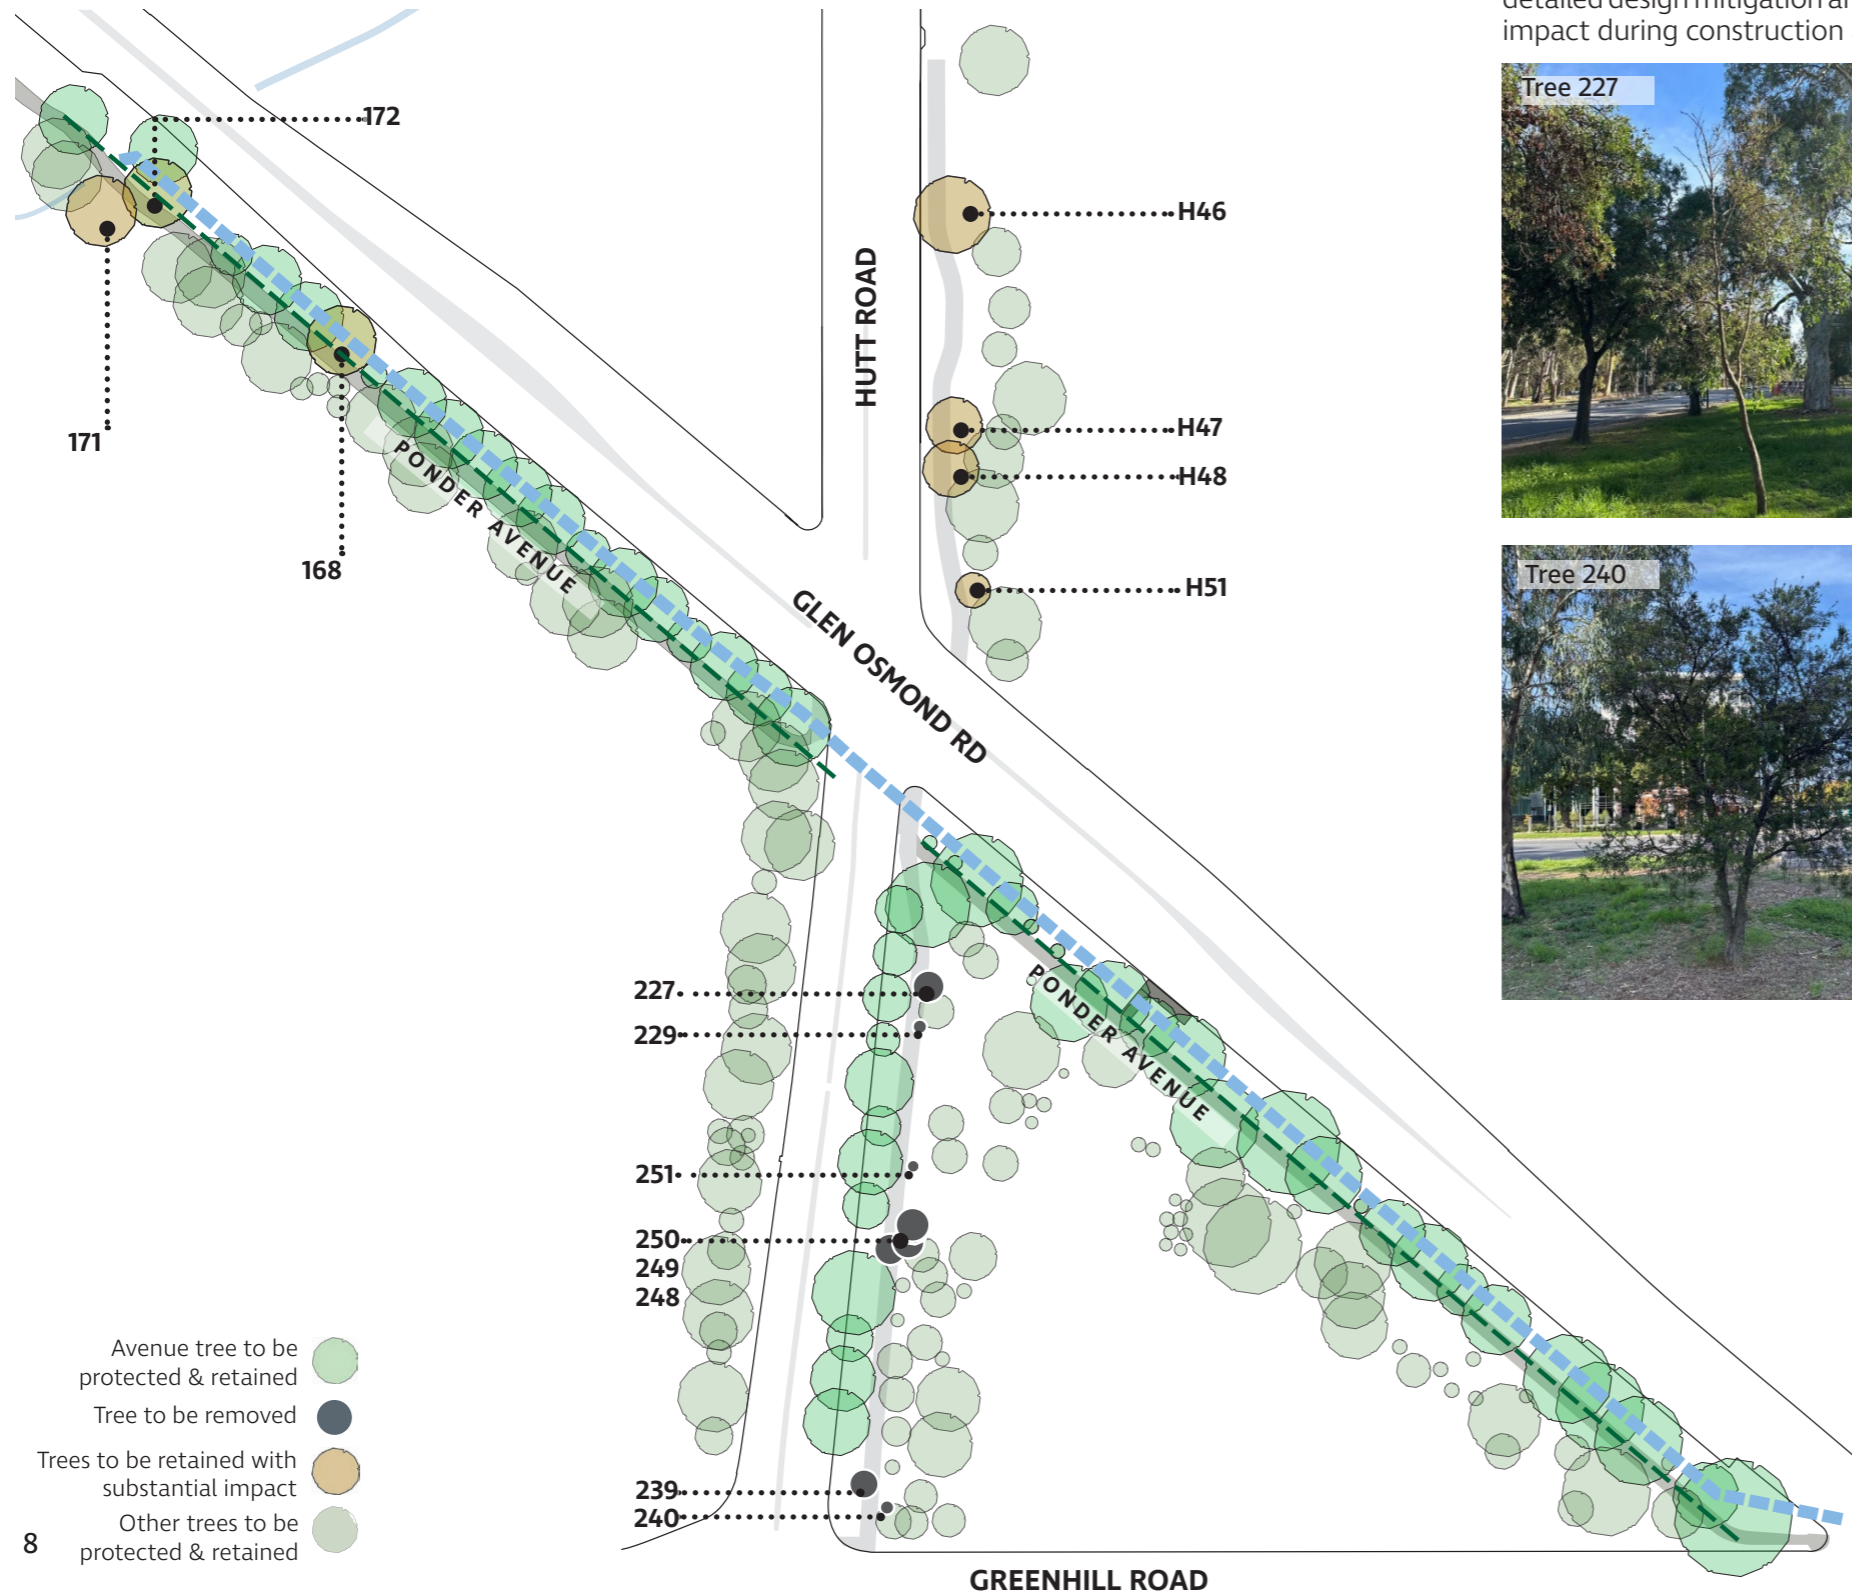 detailed design mitigation
impact during construction
Tree 227
Tree 240
172
H46
HUTT ROAD
H47
171
H48
PONDER AVENUE
168
H51
GLEN OSMOND RD
227
PONDER AVENUE
229
251
250
249
248
Avenue tree to be
protected & retained
Tree to be removed
Trees to be retained with
substantial impact
239
240
Other trees to be
protected & retained
8
GREENHILL ROAD